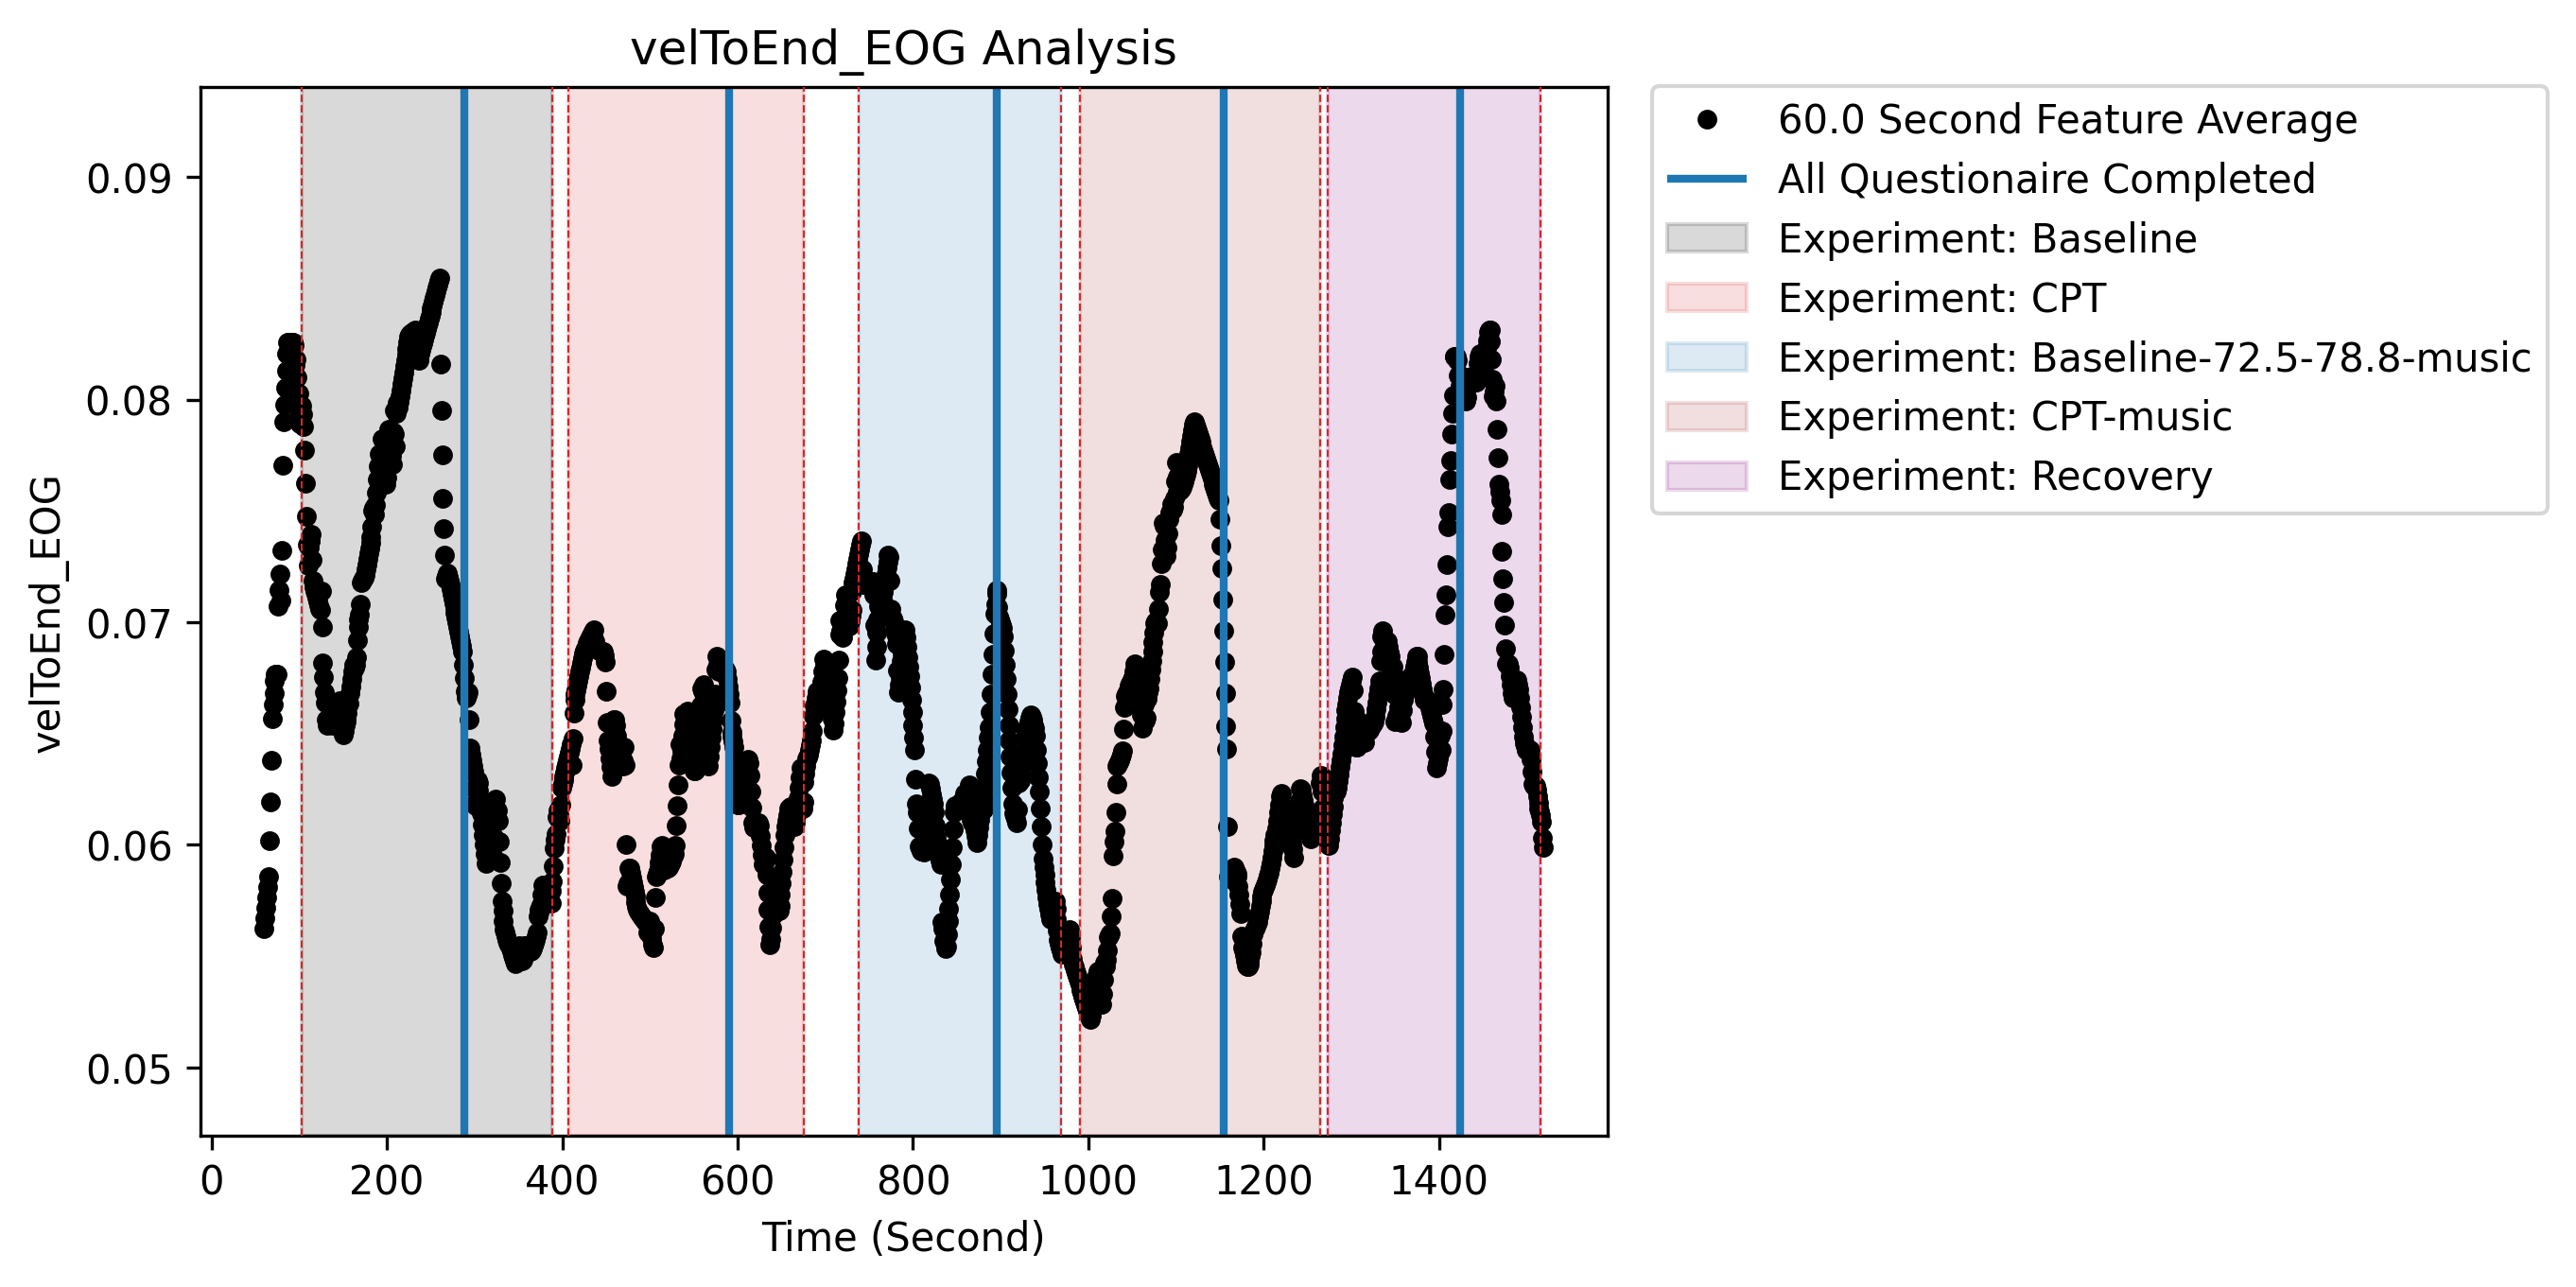 velToEnd_EOG Analysis
velToEnd_EOG
0.09
0.08
0.07
0.06
0.05
0
200
400
600
800
1000
1200
1400
Time (Second)
60.0 Second Feature Average
All Questionaire Completed
Experiment: Baseline
Experiment: CPT
Experiment: Baseline-72.5-78.8-music
Experiment: CPT-music
Experiment: Recovery